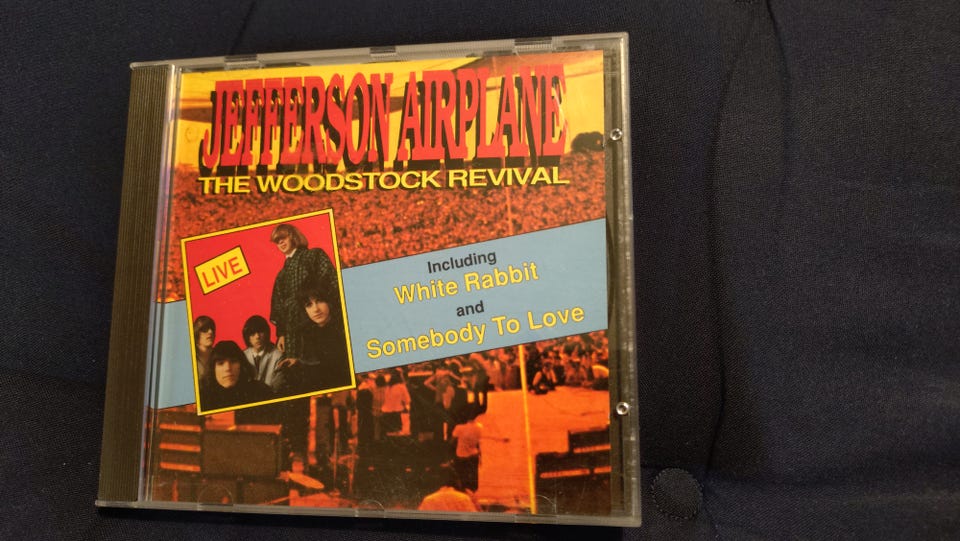 JEFFERSON AIRPLANE
THE WOODSTOCK REVIVAL
LIVE
Including
White Rabbit
and
Somebody To Love